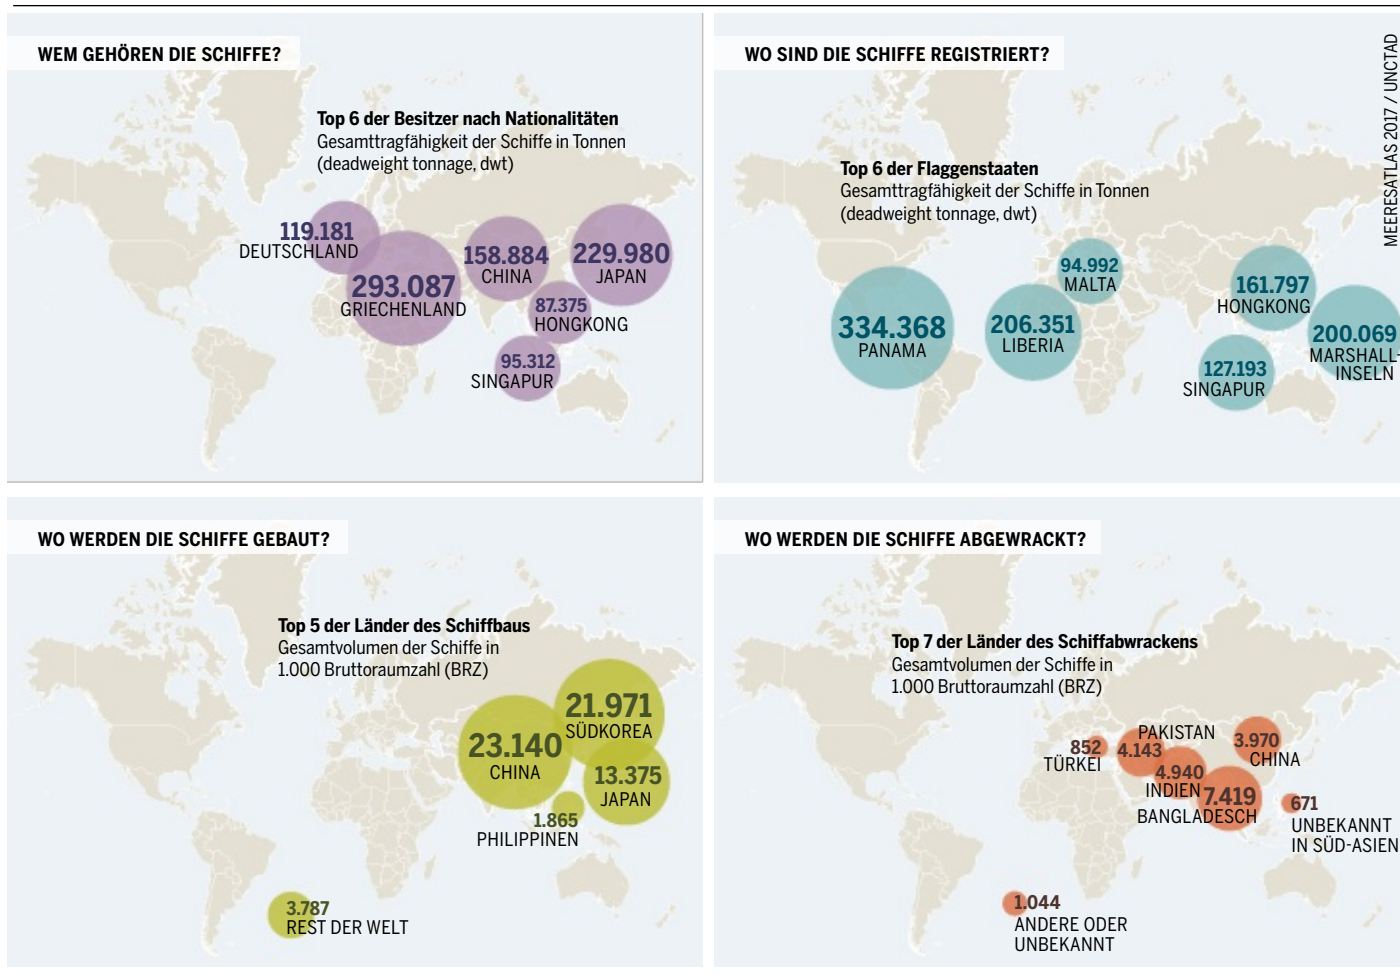 WEM GEHÖREN DIE SCHIFFE?
Top 6 der Besitzer nach Nationalitäten
Gesamttragfähigkeit der Schiffe in Tonnen
(deadweight tonnage, dwt)
119.181
DEUTSCHLAND
293.087
GRIECHENLAND
158.884
CHINA
229.980
JAPAN
87.375
HONGKONG
95.312
SINGAPUR
WO SIND DIE SCHIFFE REGISTRIERT?
Top 6 der Flaggenstaaten
Gesamttragfähigkeit der Schiffe in Tonnen
(deadweight tonnage, dwt)
94.992
MALTA
161.797
HONGKONG
334.368
PANAMA
206.351
LIBERIA
200.069
MARSHALL-
INSELN
127.193
SINGAPUR
MEERESATLAS 2017 / UNCTAD
WO WERDEN DIE SCHIFFE GEBAUT?
Top 5 der Länder des Schiffbaus
Gesamtvolumen der Schiffe in
1.000 Bruttoraumzahl (BRZ)
21.971
SÜDKOREA
23.140
CHINA
13.375
JAPAN
1.865
PHILIPPINEN
3.787
REST DER WELT
WO WERDEN DIE SCHIFFE ABGEWRACKT?
Top 7 der Länder des Schiffabwrackens
Gesamtvolumen der Schiffe in
1.000 Bruttoraumzahl (BRZ)
852
TÜRKEI
PAKISTAN
4.143
3.970
CHINA
4.940
INDIEN
7.419
BANGLADESCH
671
UNBEKANNT
IN SÜD-ASIEN
1.044
ANDERE ODER
UNBEKANNT